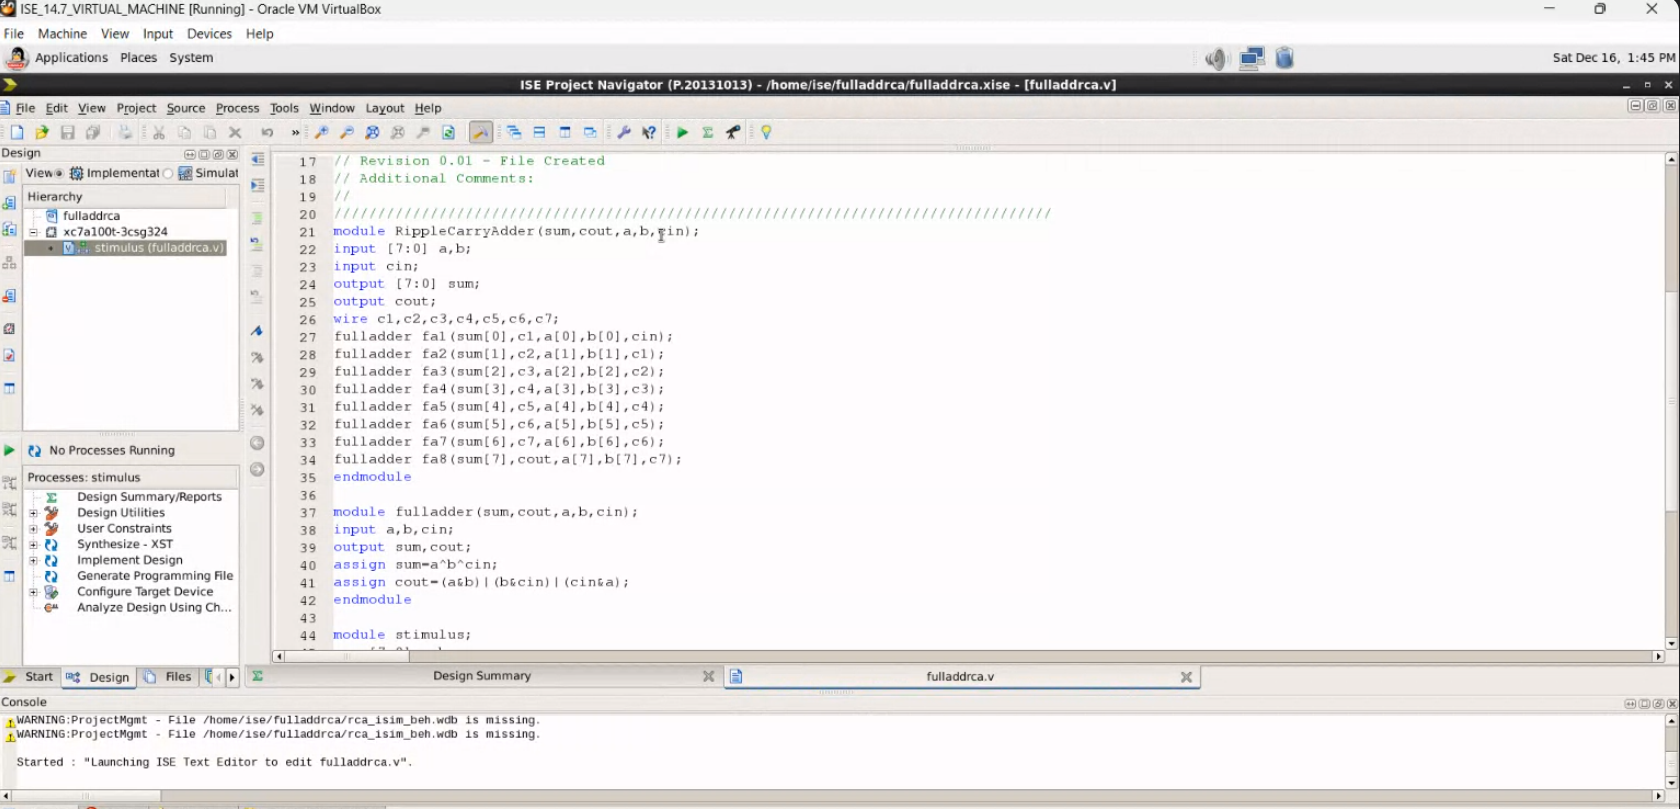 ISE_14.7_VIRTUAL_MACHINE [Running] - Oracle VM VirtualBox
File Machine View Input Devices Help
Applications Places System
Sat Dec 16, 1:45 PM
ISE Project Navigator (P.20131013) - /home/ise/fulladdrca/fulladdrca.xise - [fulladdrca.v]
File Edit View Project Source Process Tools Window Layout Help
Design
View Implementat Simulat
Hierarchy
fulladdrca
xc7a100t-3csg324
stimulus (fulladdrca.v)
No Processes Running
Processes: stimulus
Design Summary/Reports
Design Utilities
User Constraints
Synthesize - XST
Implement Design
Generate Programming File
Configure Target Device
Analyze Design Using Ch...
Start Design Files
17 // Revision 0.01 - File Created
18 // Additional Comments:
19 //
20 //////////////////////////////////////////////////////////////////////////////////
21 module RippleCarryAdder(sum,cout,a,b,cin);
22 input [7:0] a,b;
23 input cin;
24 output [7:0] sum;
25 output cout;
26 wire c1,c2,c3,c4,c5,c6,c7;
27 fulladder fa1(sum[0],c1,a[0],b[0],cin);
28 fulladder fa2(sum[1],c2,a[1],b[1],c1);
29 fulladder fa3(sum[2],c3,a[2],b[2],c2);
30 fulladder fa4(sum[3],c4,a[3],b[3],c3);
31 fulladder fa5(sum[4],c5,a[4],b[4],c4);
32 fulladder fa6(sum[5],c6,a[5],b[5],c5);
33 fulladder fa7(sum[6],c7,a[6],b[6],c6);
34 fulladder fa8(sum[7],cout,a[7],b[7],c7);
35 endmodule
36
37 module fulladder(sum,cout,a,b,cin);
38 input a,b,cin;
39 output sum,cout;
40 assign sum=a^b^cin;
41 assign cout=(a&b)|(b&cin)|(cin&a);
42 endmodule
43
44 module stimulus;
Design Summary
fulladdrca.v
Console
WARNING:ProjectMgmt - File /home/ise/fulladdrca/rca_isim_beh.wdb is missing.
WARNING:ProjectMgmt - File /home/ise/fulladdrca/rca_isim_beh.wdb is missing.
Started : "Launching ISE Text Editor to edit fulladdrca.v".